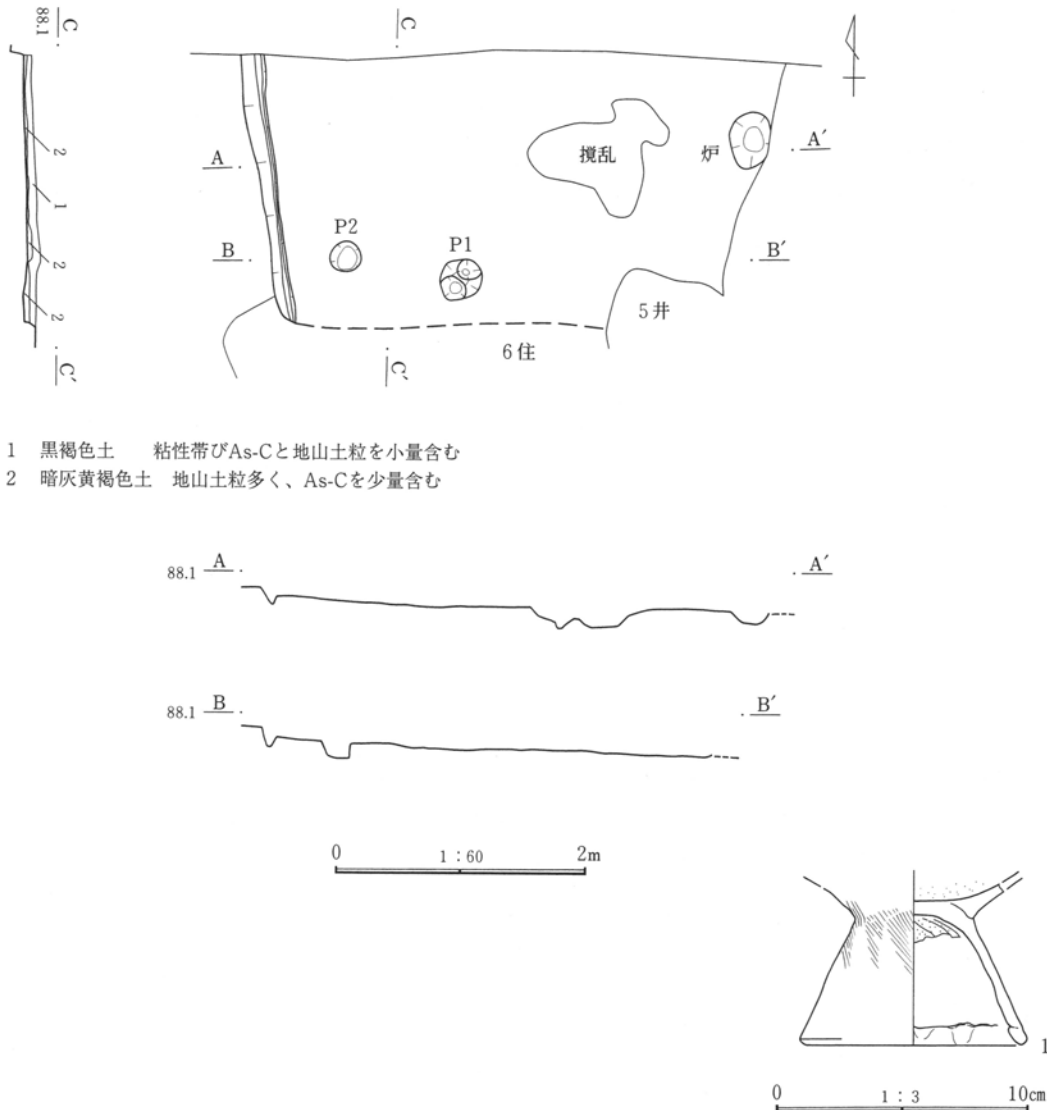 C
88.1
2
1
2
2
C′
C
A
A′
撹乱
炉
P2
P1
B
B′
5井
6住
C′
1 黒褐色土 粘性帯びAs-Cと地山土粒を小量含む
2 暗灰黄褐色土 地山土粒多く、As-Cを少量含む
88.1 A A′
88.1 B B′
0 1:60 2m
1
0 1:3 10cm